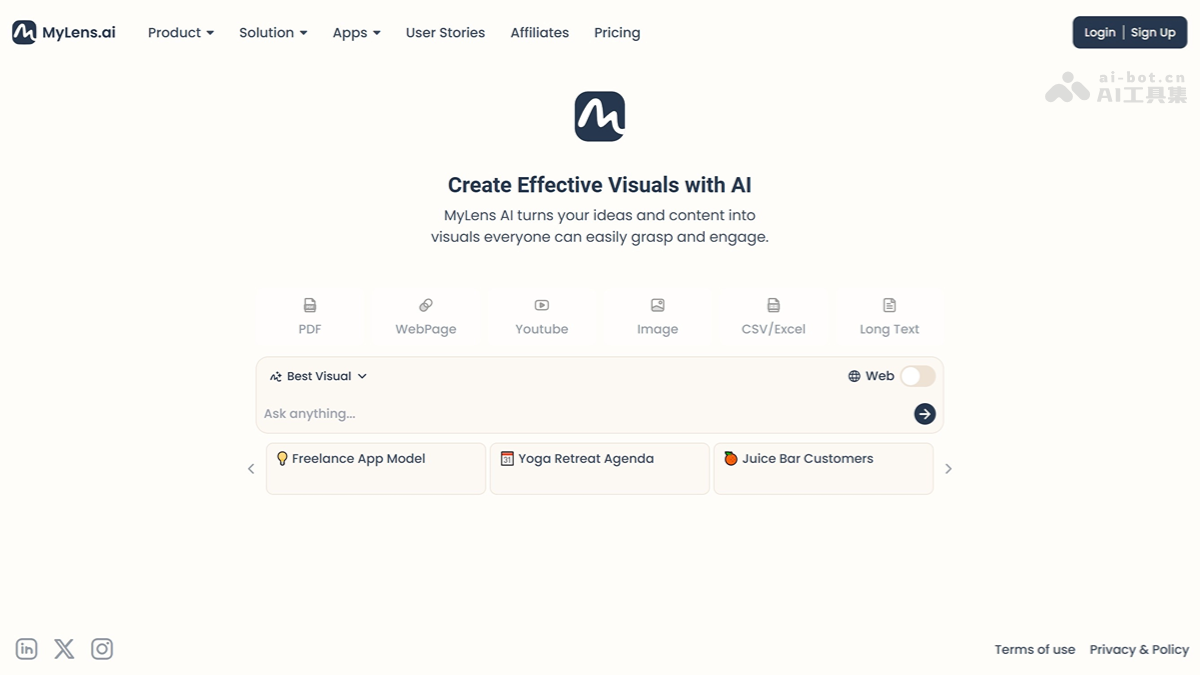 MyLens.ai
Product
Solution
Apps
User Stories
Affiliates
Pricing
Login | Sign Up
ai-bot.cn
AI工具集
Create Effective Visuals with AI
MyLens AI turns your ideas and content into
visuals everyone can easily grasp and engage.
PDF
WebPage
Youtube
Image
CSV/Excel
Long Text
Best Visual
Web
Ask anything...
Freelance App Model
Yoga Retreat Agenda
Juice Bar Customers
Terms of use
Privacy & Policy